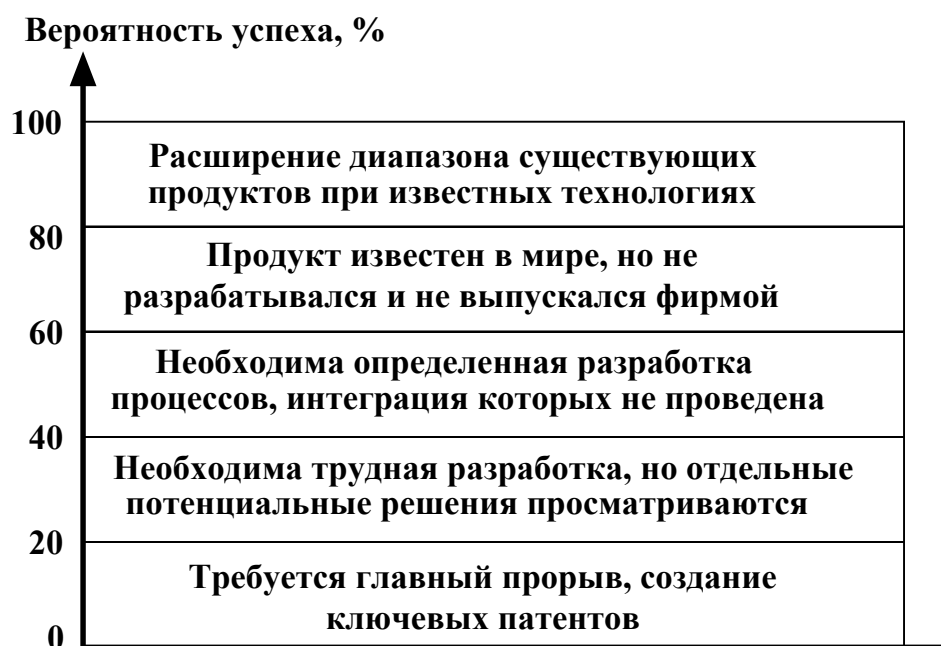 Вероятность успеха, %
100
Расширение диапазона существующих
продуктов при известных технологиях
80
Продукт известен в мире, но не
разрабатывался и не выпускался фирмой
60
Необходима определенная разработка
процессов, интеграция которых не проведена
40
Необходима трудная разработка, но отдельные
потенциальные решения просматриваются
20
Требуется главный прорыв, создание
ключевых патентов
0